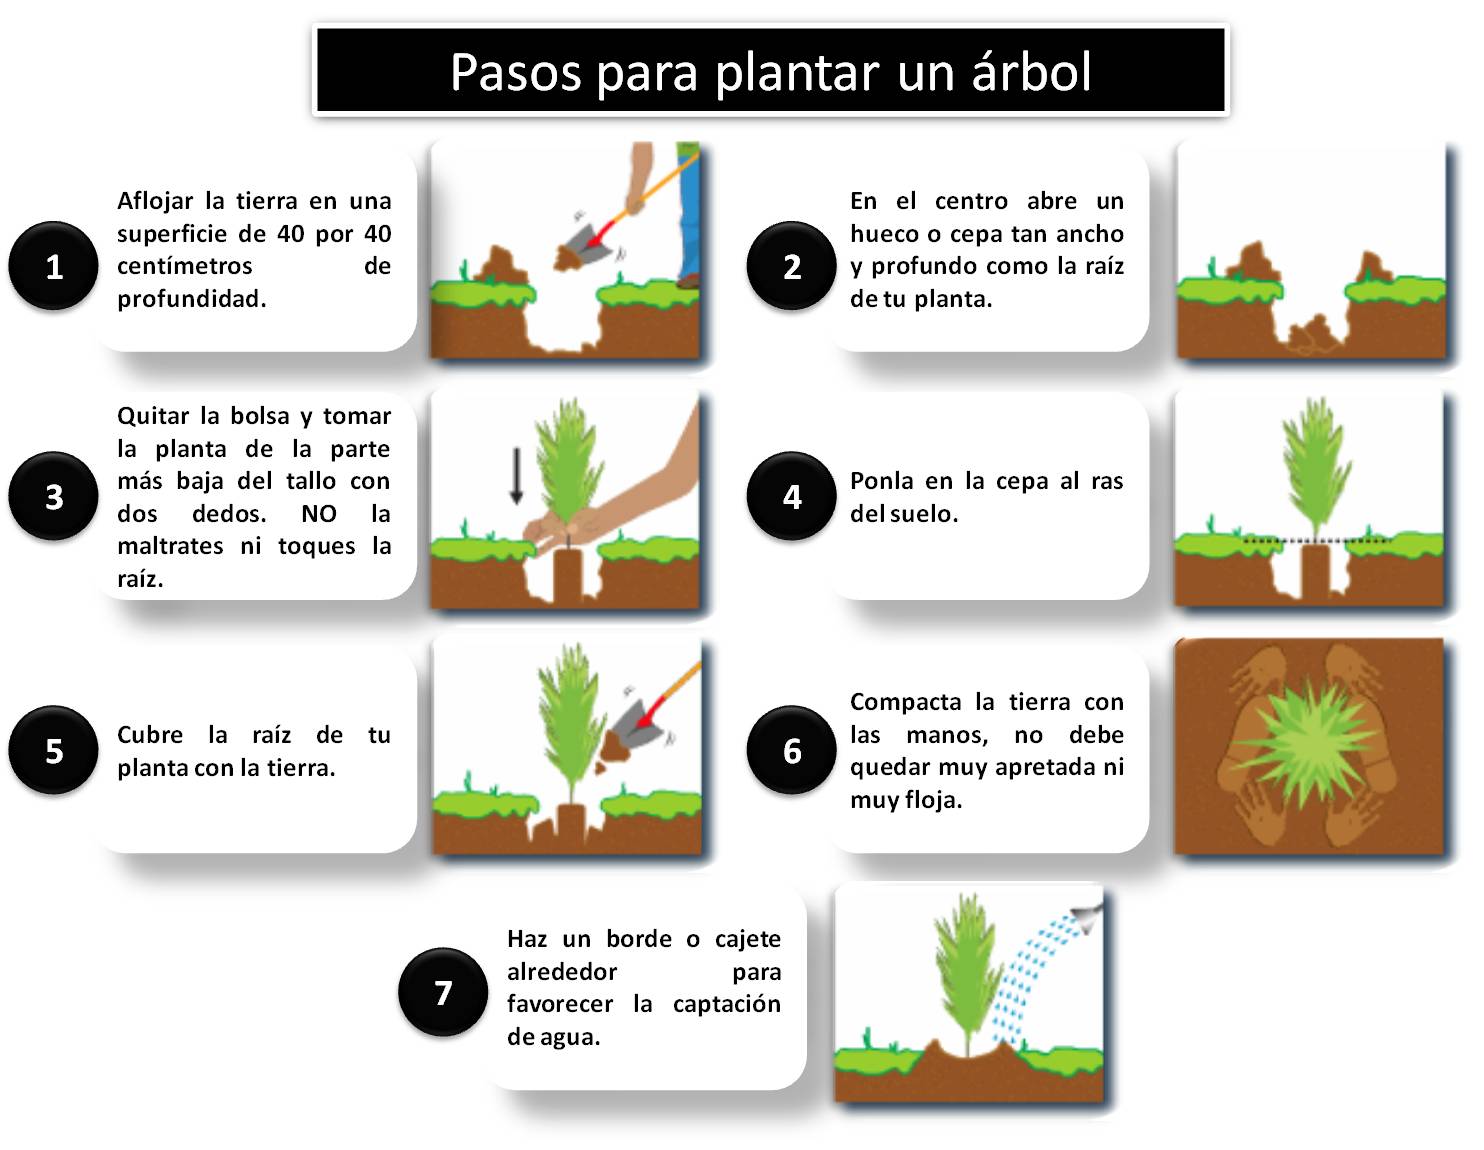 Pasos para plantar un árbol
1
Aflojar la tierra en una
superficie de 40 por 40
centímetros de
profundidad.
2
En el centro abre un
hueco o cepa tan ancho
y profundo como la raíz
de tu planta.
3
Quitar la bolsa y tomar
la planta de la parte
más baja del tallo con
dos dedos. NO la
maltrates ni toques la
raíz.
4
Ponla en la cepa al ras
del suelo.
5
Cubre la raíz de tu
planta con la tierra.
6
Compacta la tierra con
las manos, no debe
quedar muy apretada ni
muy floja.
7
Haz un borde o cajete
alrededor para
favorecer la captación
de agua.